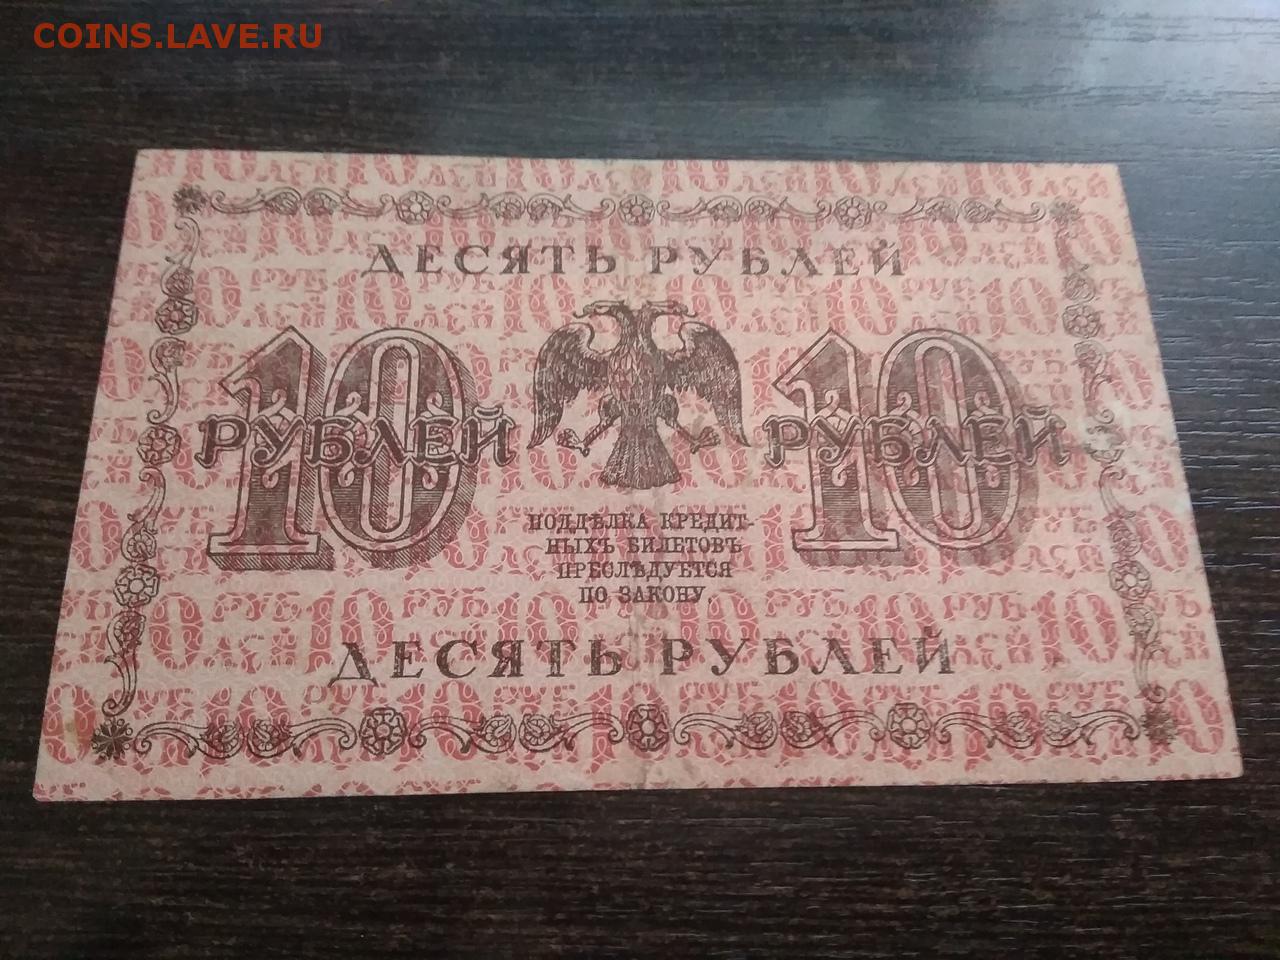 COINS.LAVE.RU
ДЕСЯТЬ РУБЛЕЙ
10 10
РУБЛЕЙ РУБЛЕЙ
ПОДДѢЛКА КРЕДИТ-
НЫХЪ БИЛЕТОВЪ
ПРЕСЛѢДУЕТСЯ
ПО ЗАКОНУ
ДЕСЯТЬ РУБЛЕЙ